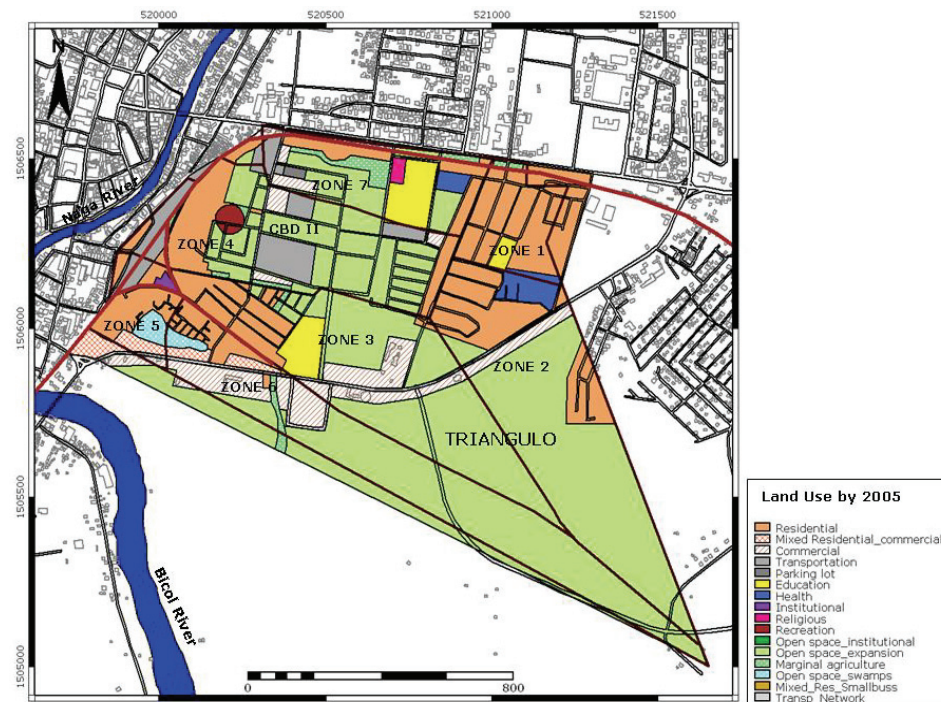 520000 520500 521000 521500
N
1506500
Naga River
ZONE 7
ZONE 4
CBD II
ZONE 1
1506000
ZONE 5
ZONE 3
ZONE 2
ZONE 6
TRIANGULO
1505500
Bicol River
1505000
0 800
Land Use by 2005
Residential
Mixed Residential_commercial
Commercial
Transportation
Parking lot
Education
Health
Institutional
Religious
Recreation
Open space_institutional
Open space_expansion
Marginal agriculture
Open space_swamps
Mixed_Res_Smallbuss
Transp_Network